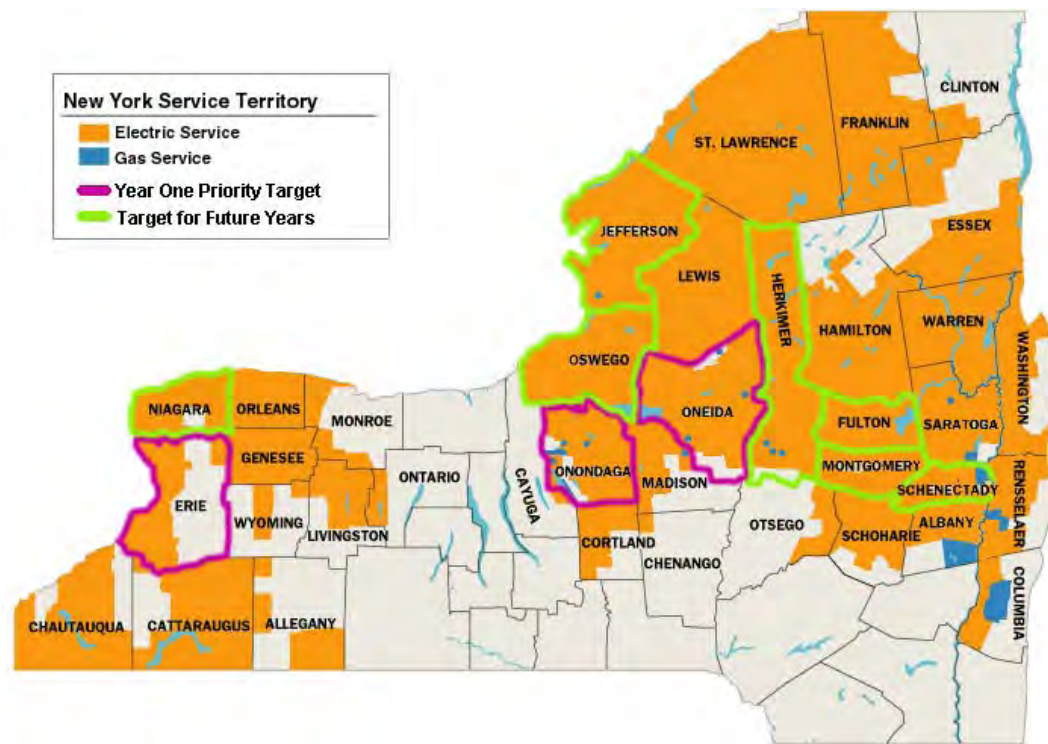 New York Service Territory
Electric Service
Gas Service
Year One Priority Target
Target for Future Years
CLINTON
FRANKLIN
ST. LAWRENCE
ESSEX
JEFFERSON
LEWIS
HERKIMER
HAMILTON
WARREN
WASHINGTON
OSWEGO
ONEIDA
NIAGARA
ORLEANS
MONROE
FULTON
SARATOGA
GENESEE
ONTARIO
CAYUGA
ONONDAGA
MADISON
MONTGOMERY
SCHENECTADY
RENSSELAER
ERIE
WYOMING
LIVINGSTON
OTSEGO
ALBANY
SCHOHARIE
CORTLAND
CHENANGO
COLUMBIA
CHAUTAUQUA
CATTARAUGUS
ALLEGANY